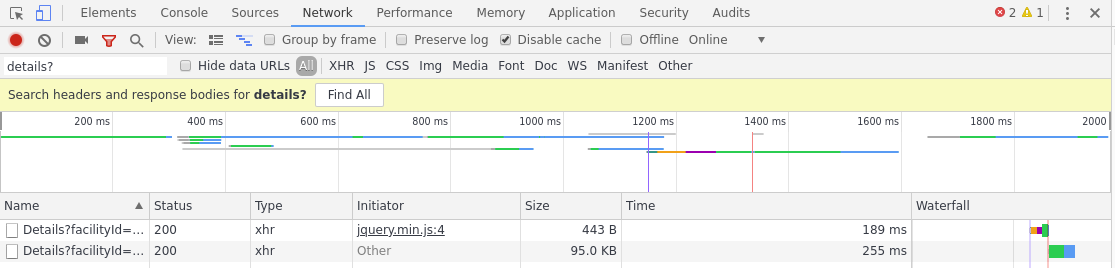 Elements Console Sources Network Performance Memory Application Security Audits 2 1
View: Group by frame Preserve log Disable cache Offline Online
details? Hide data URLs All XHR JS CSS Img Media Font Doc WS Manifest Other
Search headers and response bodies for details? Find All
200 ms 400 ms 600 ms 800 ms 1000 ms 1200 ms 1400 ms 1600 ms 1800 ms 2000
Name Status Type Initiator Size Time Waterfall
Details?facilityId=... 200 xhr jquery.min.js:4 443 B 189 ms
Details?facilityId=... 200 xhr Other 95.0 KB 255 ms